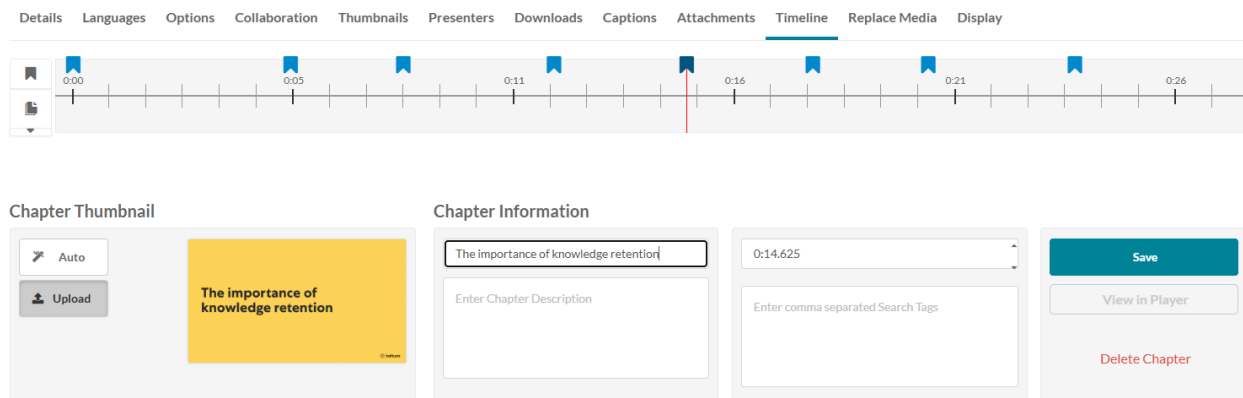 Details Languages Options Collaboration Thumbnails Presenters Downloads Captions Attachments Timeline Replace Media Display
0:00 0:05 0:11 0:16 0:21 0:26
Chapter Thumbnail
Chapter Information
Auto
Upload
The importance of
knowledge retention
kaltura
The importance of knowledge retention
Enter Chapter Description
0:14.625
Enter comma separated Search Tags
Save
View in Player
Delete Chapter